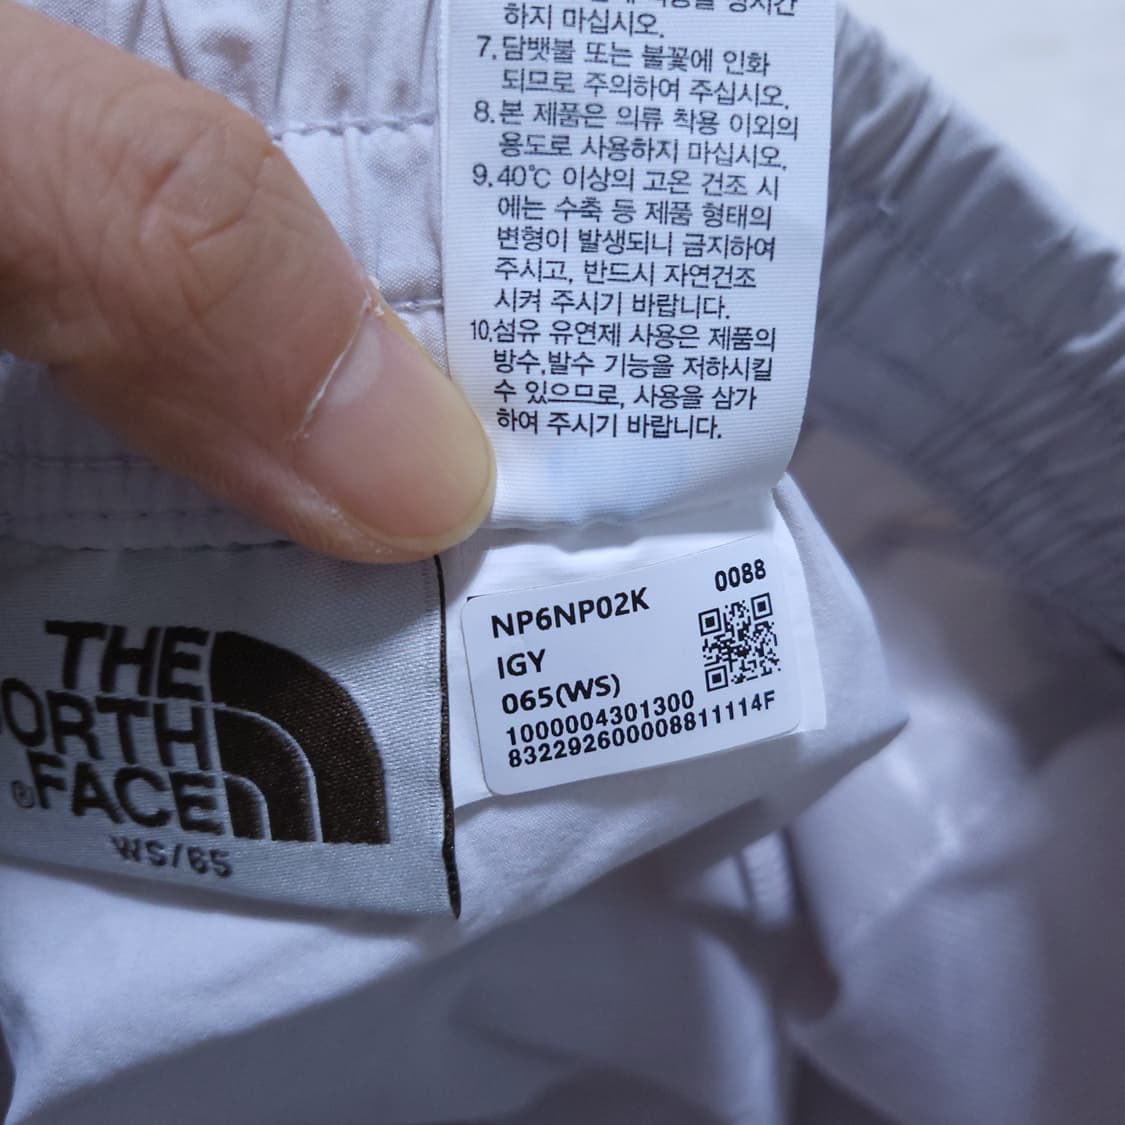 하지 마십시오.
7.담뱃불 또는 불꽃에 인화
되므로 주의하여 주십시오.
8.본 제품은 의류 착용 이외의
용도로 사용하지 마십시오.
9.40℃ 이상의 고온 건조 시
에는 수축 등 제품 형태의
변형이 발생되니 금지하여
주시고, 반드시 자연건조
시켜 주시기 바랍니다.
10.섬유 유연제 사용은 제품의
방수,발수 기능을 저하시킬
수 있으므로, 사용을 삼가
하여 주시기 바랍니다.
0088
NP6NP02K
IGY
065(WS)
1000004301300
832292600008811114F
THE
ORTH
FACE
®
WS/65